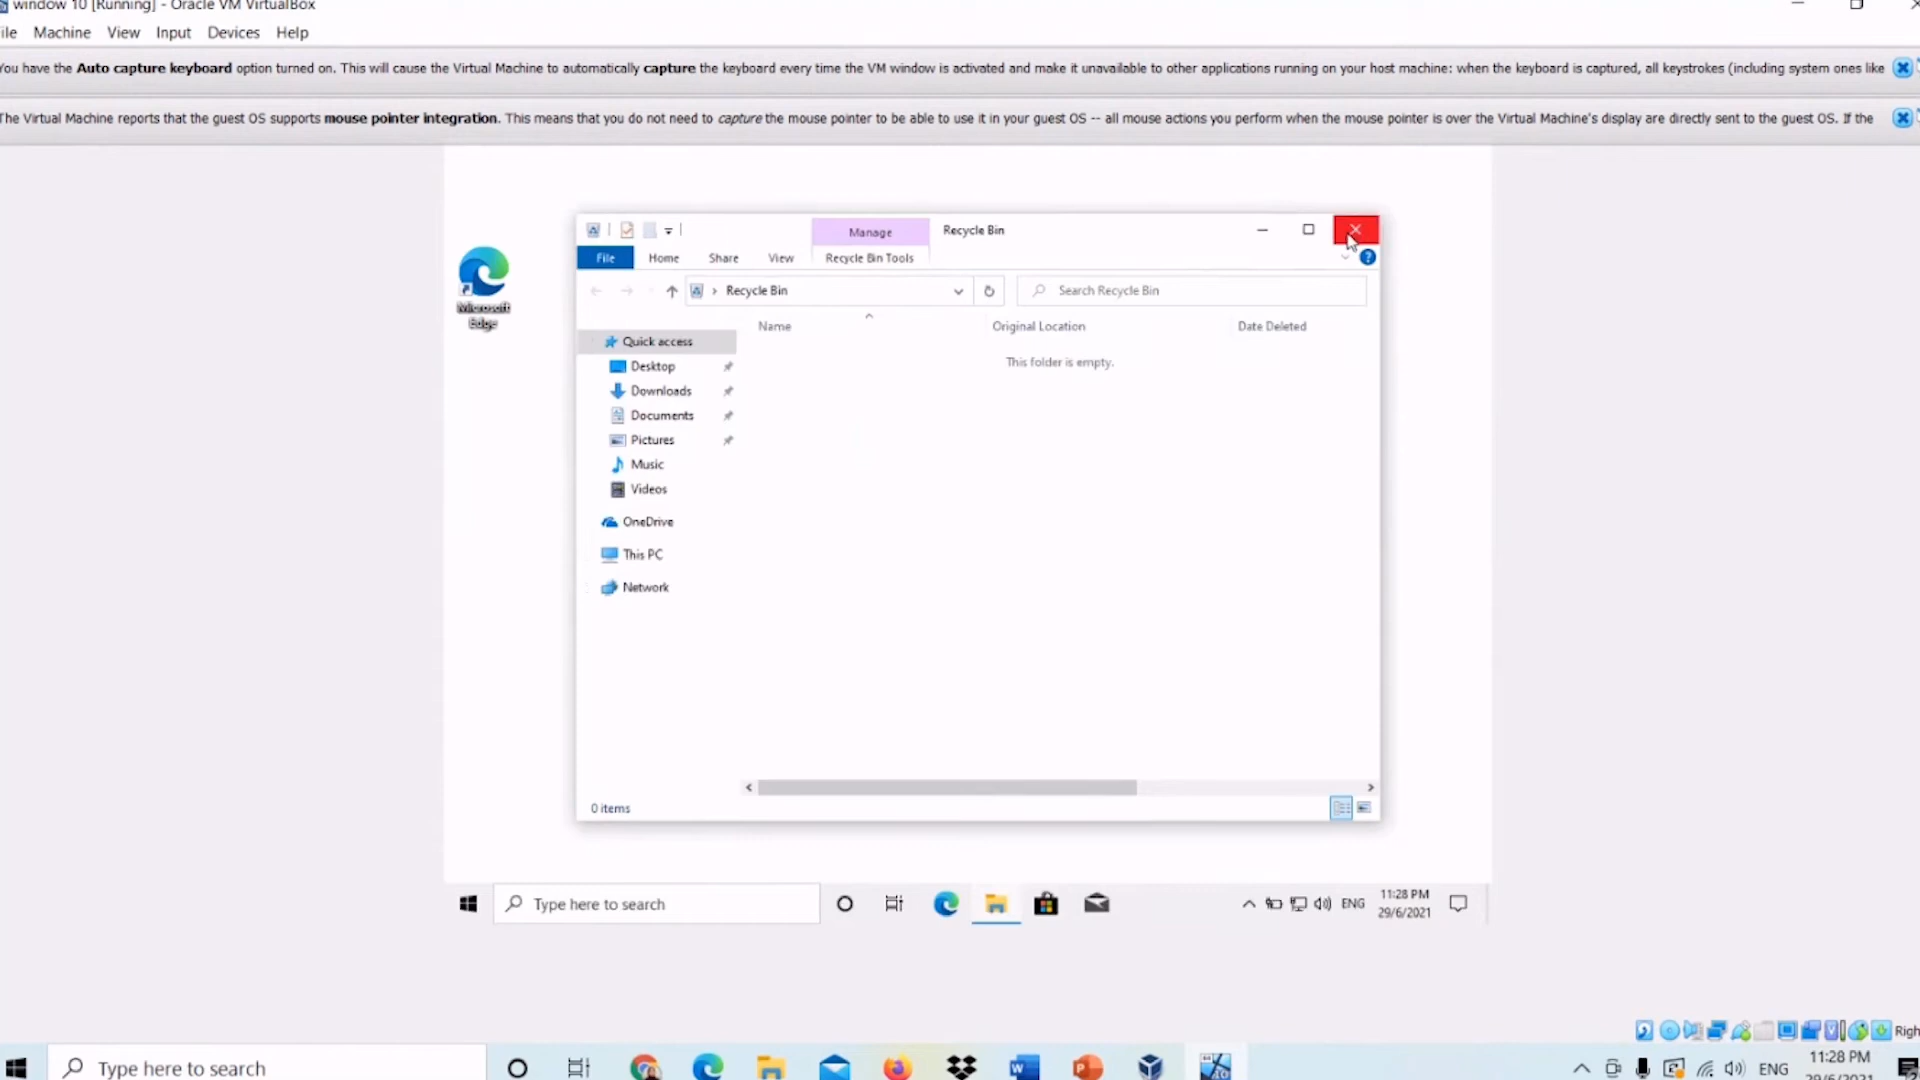 window 10 [Running] - Oracle VM VirtualBox
ile Machine View Input Devices Help
You have the Auto capture keyboard option turned on. This will cause the Virtual Machine to automatically capture the keyboard every time the VM window is activated and make it unavailable to other applications running on your host machine: when the keyboard is captured, all keystrokes (including system ones like
The Virtual Machine reports that the guest OS supports mouse pointer integration. This means that you do not need to capture the mouse pointer to be able to use it in your guest OS -- all mouse actions you perform when the mouse pointer is over the Virtual Machine's display are directly sent to the guest OS. If the
Manage Recycle Bin
File Home Share View Recycle Bin Tools
Recycle Bin Search Recycle Bin
Microsoft
Edge
Name Original Location Date Deleted
This folder is empty.
Quick access
Desktop
Downloads
Documents
Pictures
Music
Videos
OneDrive
This PC
Network
0 items
Type here to search ENG 11:28 PM
29/6/2021
Righ
Type here to search ENG 11:28 PM
29/6/2021